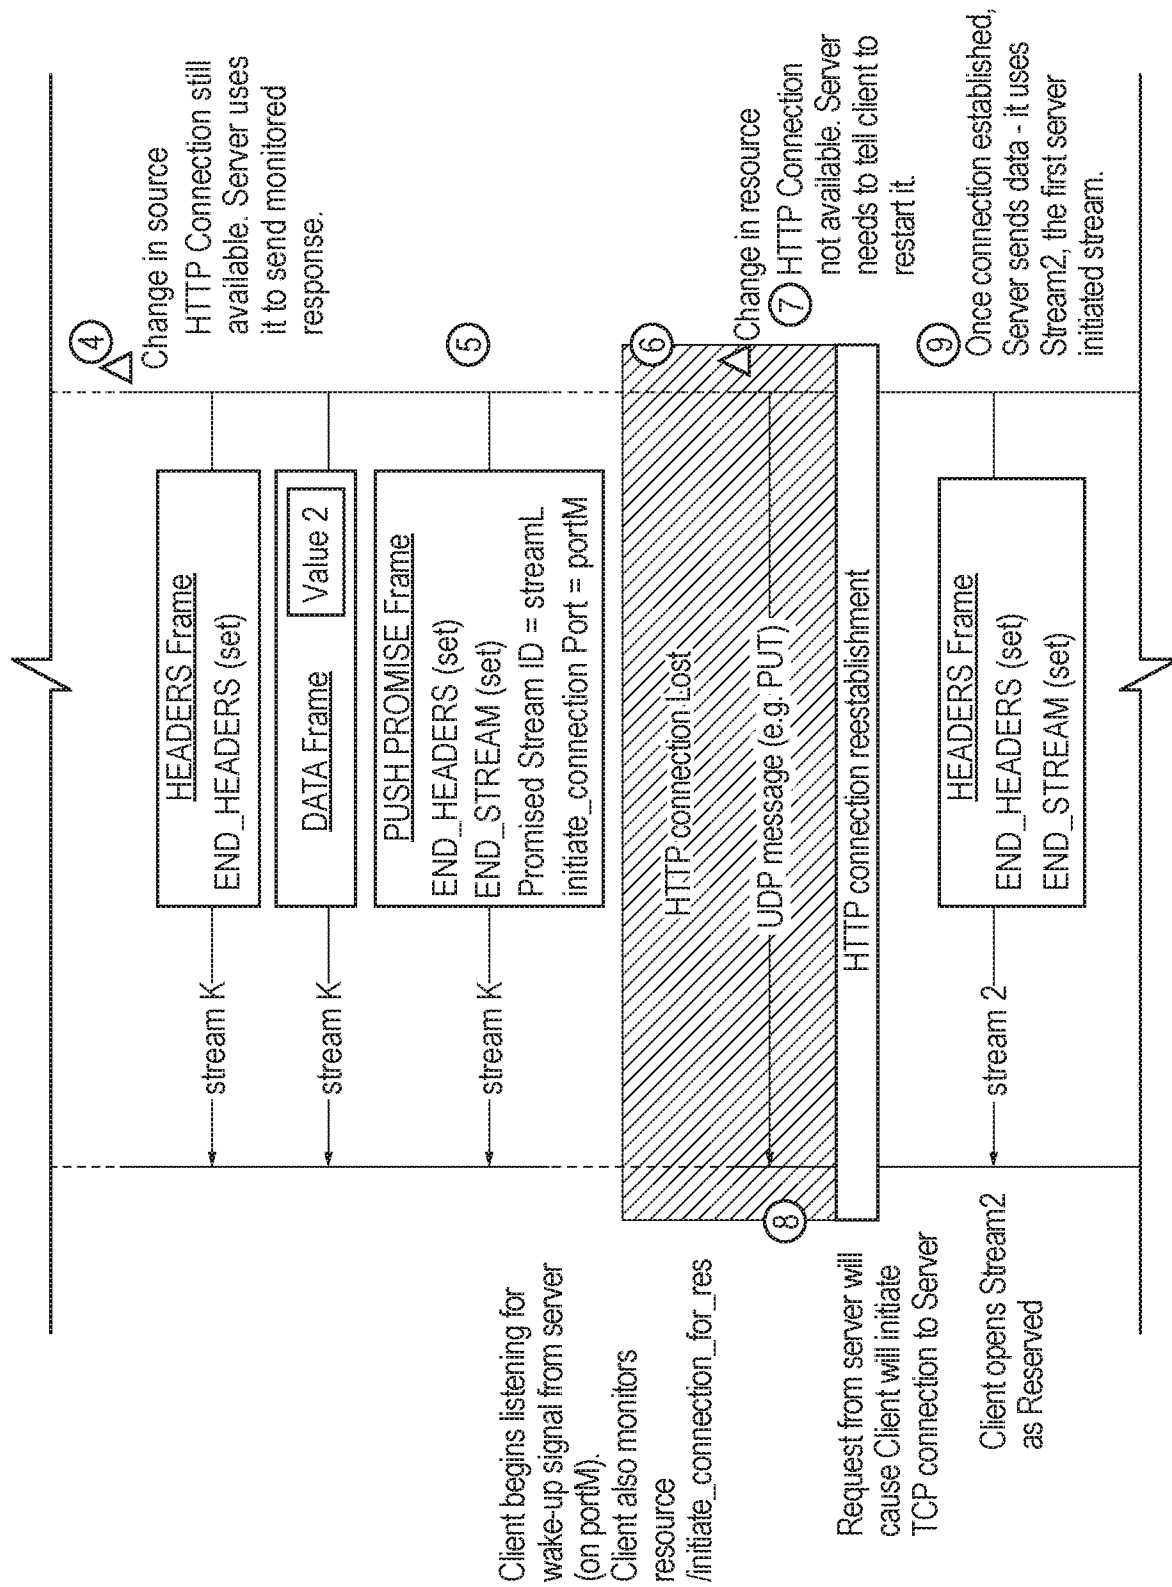 4
Change in source
HTTP Connection still
available. Server uses
it to send monitored
response.
HEADERS Frame
END_HEADERS (set)
stream K
DATA Frame
Value 2
stream K
5
PUSH PROMISE Frame
END_HEADERS (set)
END_STREAM (set)
Promised Stream ID = streamL
initiate_connection Port = portM
stream K
Client begins listening for
wake-up signal from server
(on portM).
Client also monitors
resource
/initiate_connection_for_res
6
HTTP connection Lost
Change in resource
7
HTTP Connection
not available. Server
needs to tell client to
restart it.
UDP message (e.g. PUT)
8
Request from server will
cause Client will initiate
TCP connection to Server
HTTP connection reestablishment
9
Once connection established,
Server sends data - it uses
Stream2, the first server
initiated stream.
HEADERS Frame
END_HEADERS (set)
END_STREAM (set)
stream 2
Client opens Stream2
as Reserved